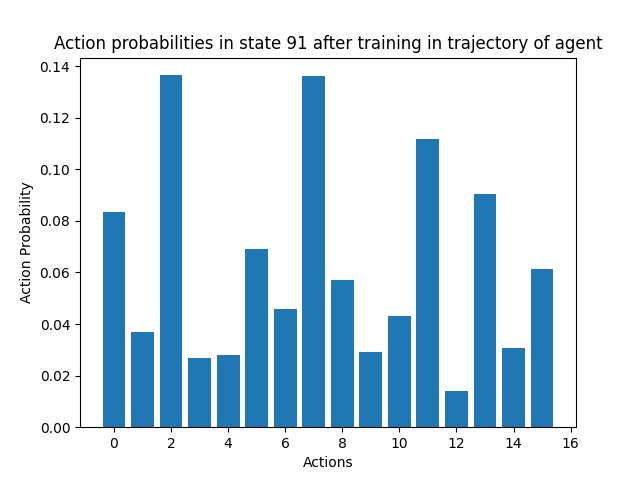 Action probabilities in state 91 after training in trajectory of agent
0.14
0.12
0.10
0.08
0.06
0.04
0.02
0.00
Action Probability
0 2 4 6 8 10 12 14 16
Actions